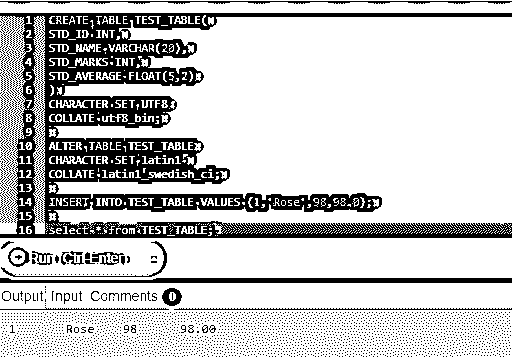 1 CREATE TABLE TEST_TABLE(
2 STD_ID INT,
3 STD_NAME VARCHAR(20),
4 STD_MARKS INT,
5 STD_AVERAGE FLOAT(5,2)
6 )
7 CHARACTER SET UTF8
8 COLLATE utf8_bin;
9
10 ALTER TABLE TEST_TABLE
11 CHARACTER SET latin1
12 COLLATE latin1_swedish_ci;
13
14 INSERT INTO TEST_TABLE VALUES (1,'Rose',98,98.0);
15
16 Select * from TEST_TABLE;
Run (Ctrl-Enter)
Output Input Comments 0
1 Rose 98 98.00